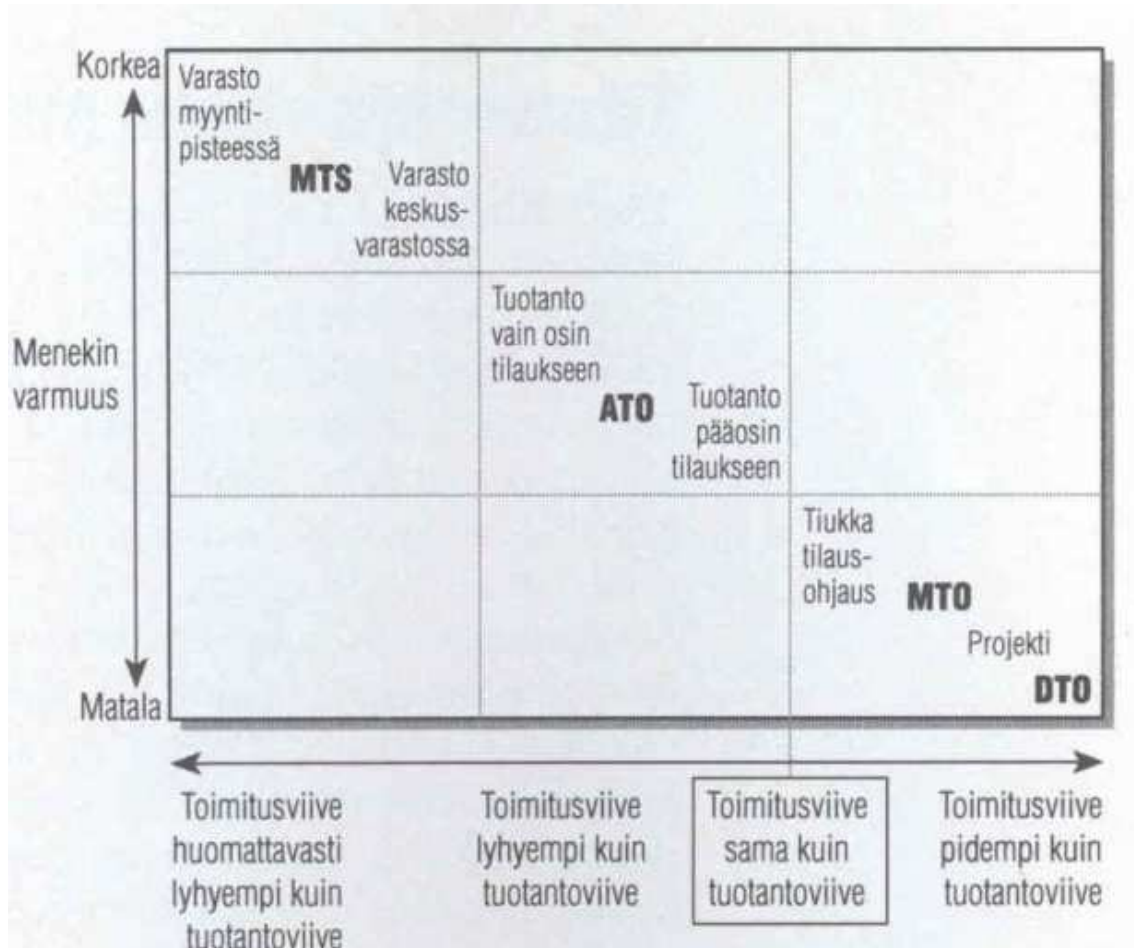 Korkea
Varasto
myynti-
pisteessä
MTS
Varasto
keskus-
varastossa
Menekin
varmuus
Tuotanto
vain osin
tilaukseen
ATO
Tuotanto
pääosin
tilaukseen
Tiukka
tilaus-
ohjaus
MTO
Projekti
DTO
Matala
Toimitusviive
huomattavasti
lyhyempi kuin
tuotantoviive
Toimitusviive
lyhyempi kuin
tuotantoviive
Toimitusviive
sama kuin
tuotantoviive
Toimitusviive
pidempi kuin
tuotantoviive